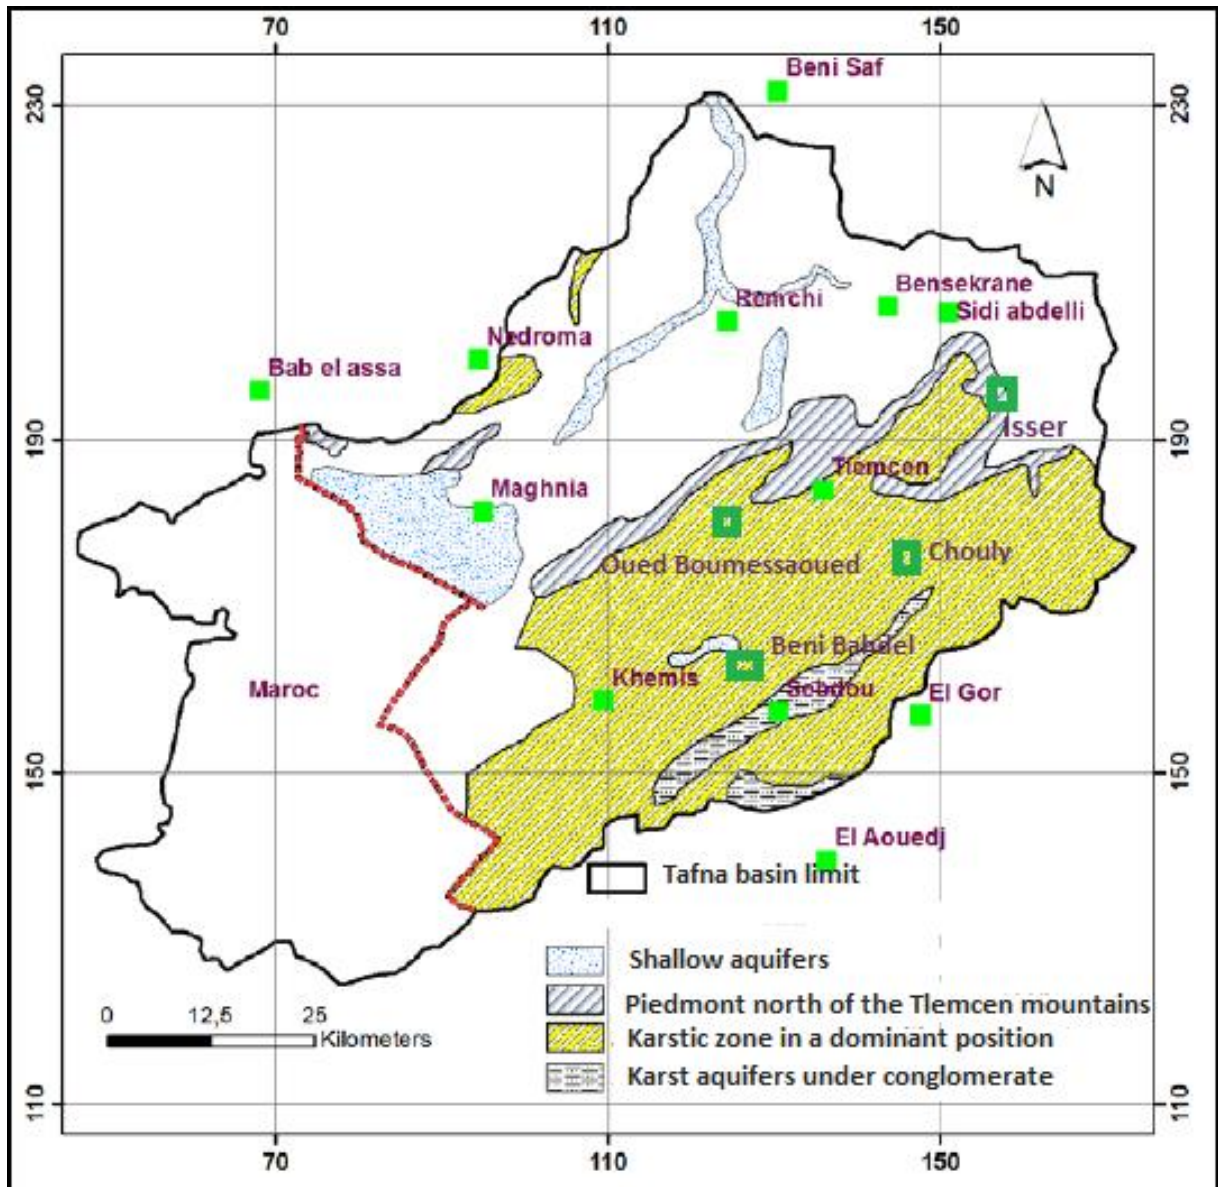 70 110 150
Beni Saf
230 230
N
Remchi
Bensekrane
Sidi abdelli
Nedroma
Bab el assa
Isser
190 190
Tlemcen
Maghnia
Chouly
Oued Boumessaoued
Beni Bahdel
Khemis
Maroc
Sebdou
El Gor
150 150
El Aouedj
Tafna basin limit
Shallow aquifers
Piedmont north of the Tlemcen mountains
Karstic zone in a dominant position
Karst aquifers under conglomerate
0 12,5 25
Kilometers
110 110
70 110 150